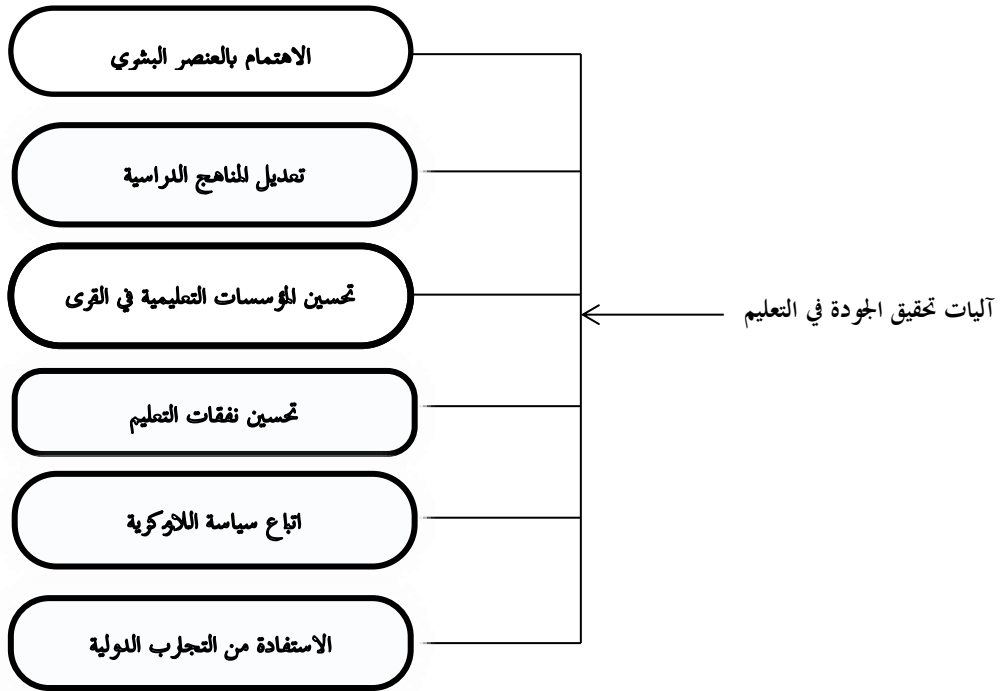 آليات تحقيق الجودة في التعليم
الاهتمام بالعنصر البشري
تعديل المناهج الدراسية
تحسين المؤسسات التعليمية في القرى
تحسين نفقات التعليم
اتباع سياسة اللامركزية
الاستفادة من التجارب الدولية